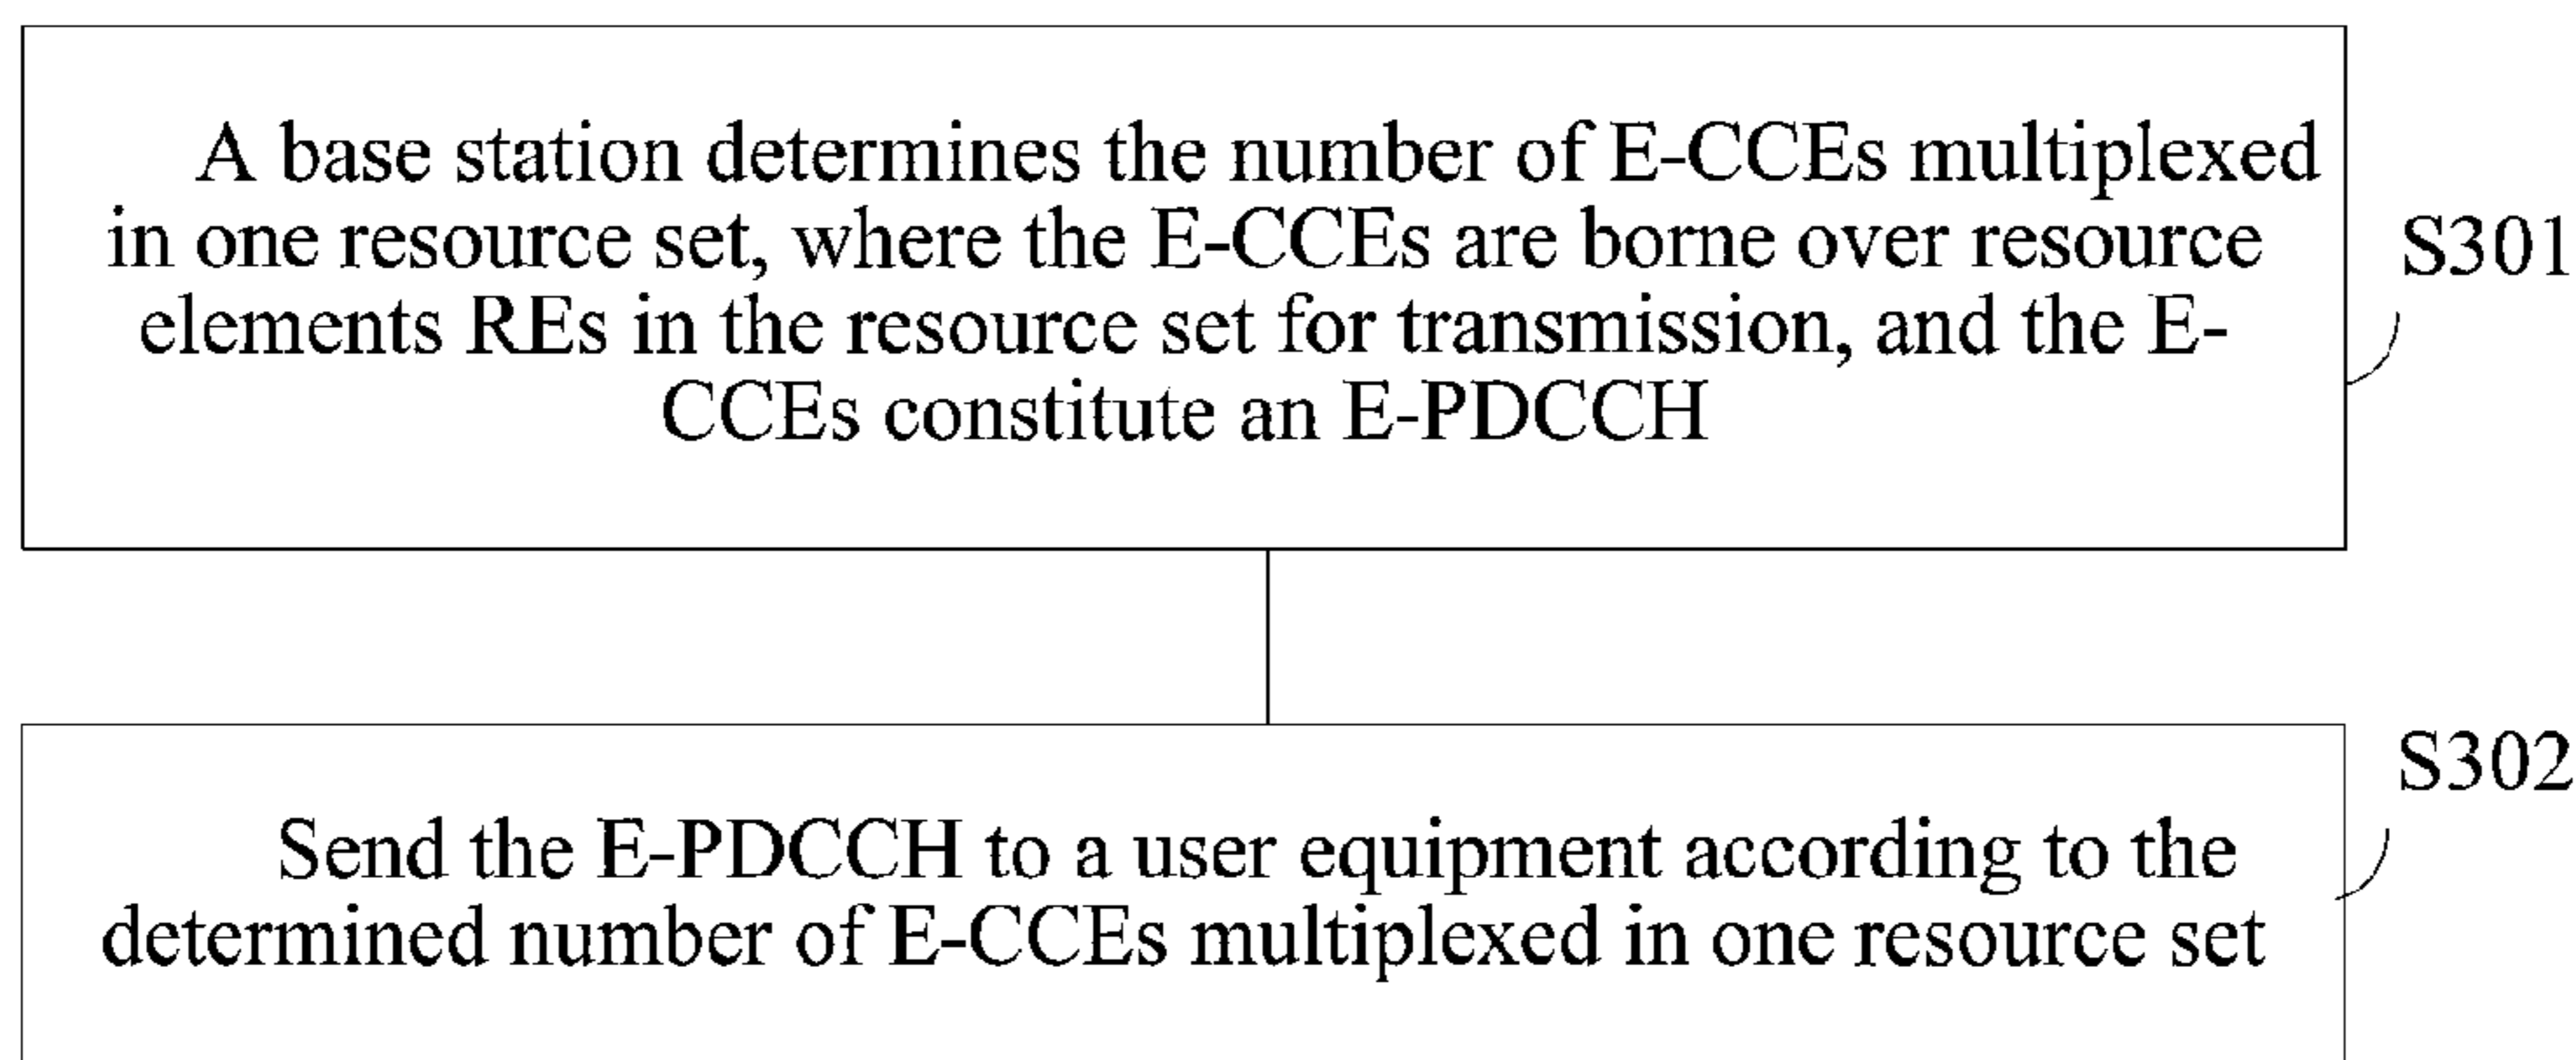 A base station determines the number of E-CCEs multiplexed
in one resource set, where the E-CCEs are borne over resource
elements REs in the resource set for transmission, and the E-
CCEs constitute an E-PDCCH
S301
Send the E-PDCCH to a user equipment according to the
determined number of E-CCEs multiplexed in one resource set
S302